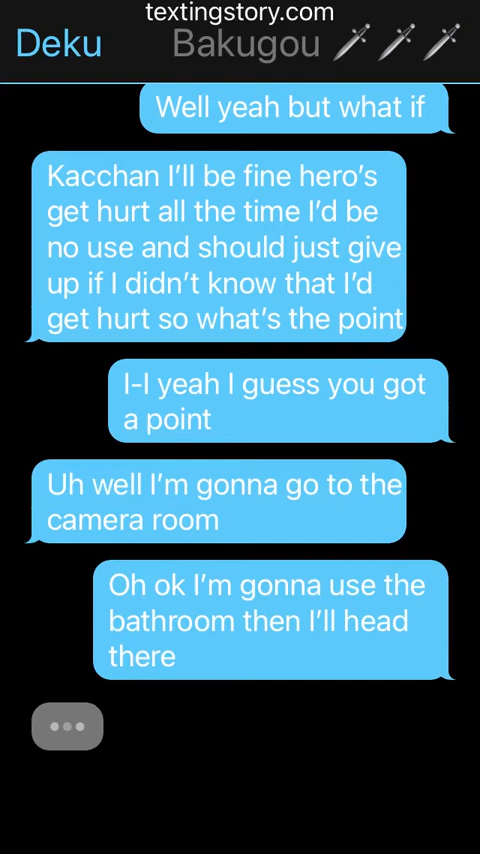 textingstory.com
Deku Bakugou 🗡️🗡️🗡️
Well yeah but what if
Kacchan I’ll be fine hero’s
get hurt all the time I’d be
no use and should just give
up if I didn’t know that I’d
get hurt so what’s the point
I-I yeah I guess you got
a point
Uh well I’m gonna go to the
camera room
Oh ok I’m gonna use the
bathroom then I’ll head
there